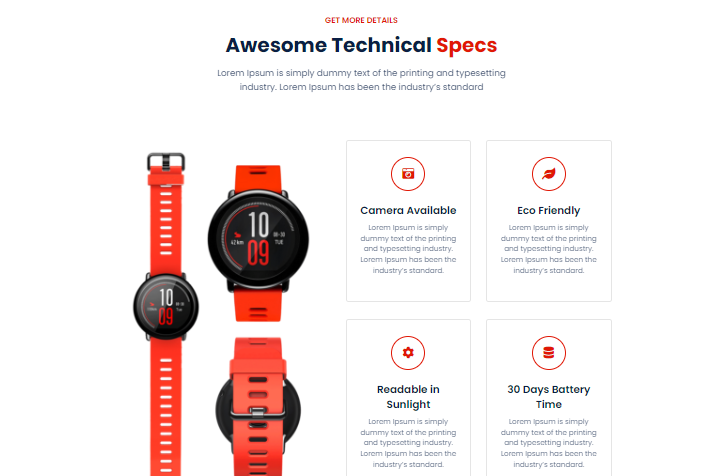 GET MORE DETAILS
Awesome Technical Specs
Lorem Ipsum is simply dummy text of the printing and typesetting
industry. Lorem Ipsum has been the industry's standard
10
09
42 km
08-30
TUE
10
09
Camera Available
Lorem Ipsum is simply
dummy text of the printing
and typesetting industry.
Lorem Ipsum has been the
industry's standard.
Eco Friendly
Lorem Ipsum is simply
dummy text of the printing
and typesetting industry.
Lorem Ipsum has been the
industry's standard.
Readable in
Sunlight
Lorem Ipsum is simply
dummy text of the printing
and typesetting industry.
Lorem Ipsum has been the
industry's standard.
30 Days Battery
Time
Lorem Ipsum is simply
dummy text of the printing
and typesetting industry.
Lorem Ipsum has been the
industry's standard.